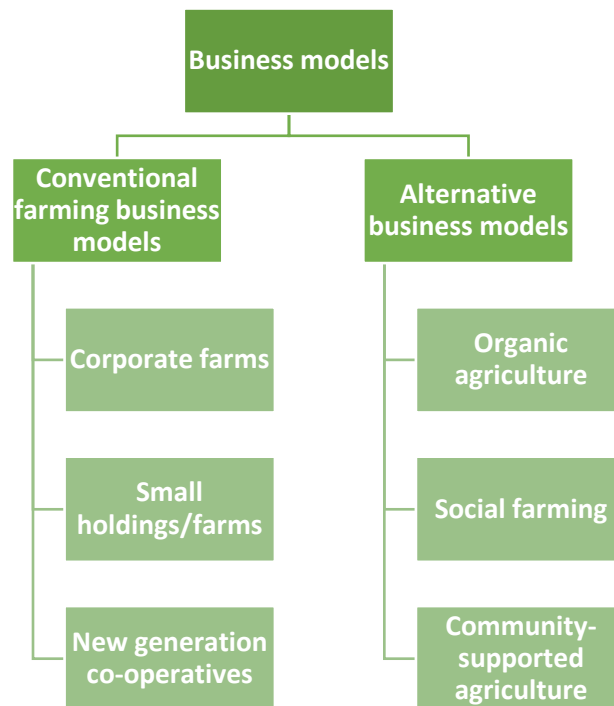 Business models
Conventional
farming business
models
Alternative
business models
Corporate farms
Small
holdings/farms
New generation
co-operatives
Organic
agriculture
Social farming
Community-
supported
agriculture